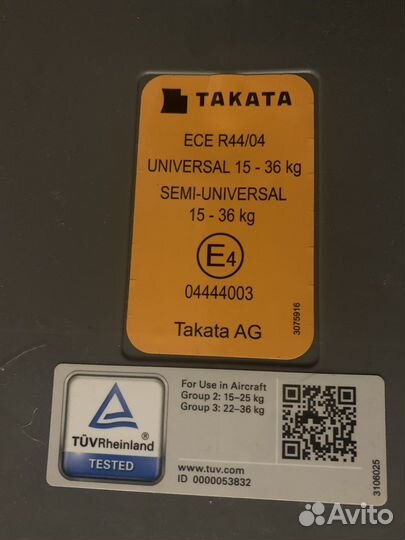 TAKATA
ECE R44/04
UNIVERSAL 15 - 36 kg
SEMI-UNIVERSAL
15 - 36 kg
E4
04444003
Takata AG
3075916
TÜVRheinland®
TESTED
For Use in Aircraft
Group 2: 15-25 kg
Group 3: 22-36 kg
www.tuv.com
ID 0000053832
3106025
Avito